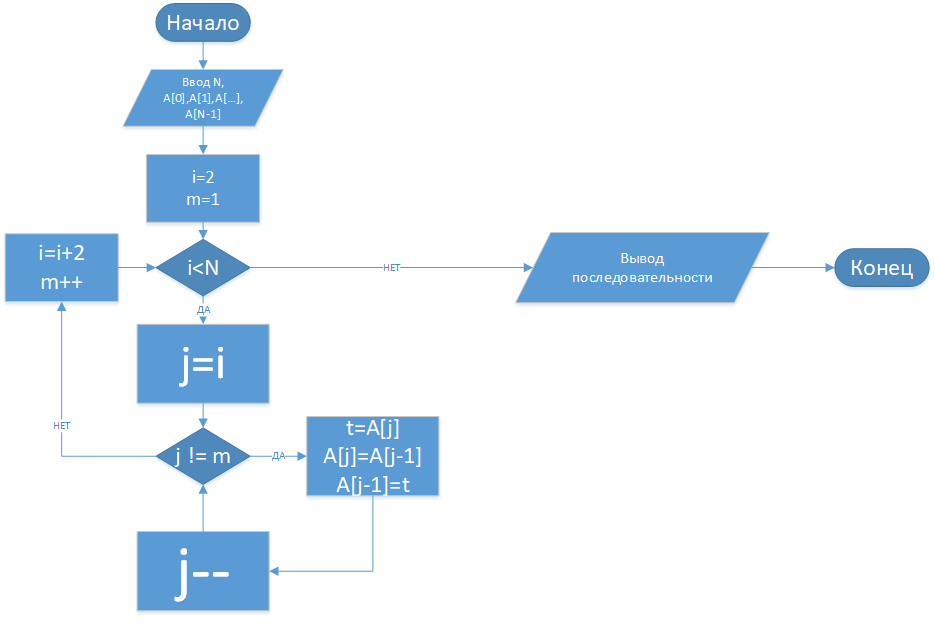 Начало
Ввод N,
A[0],A[1],A[...],
A[N-1]
i=2
m=1
i=i+2
m++
i<N
НЕТ
Вывод
последовательности
Конец
ДА
j=i
НЕТ
j != m
ДА
t=A[j]
A[j]=A[j-1]
A[j-1]=t
j--